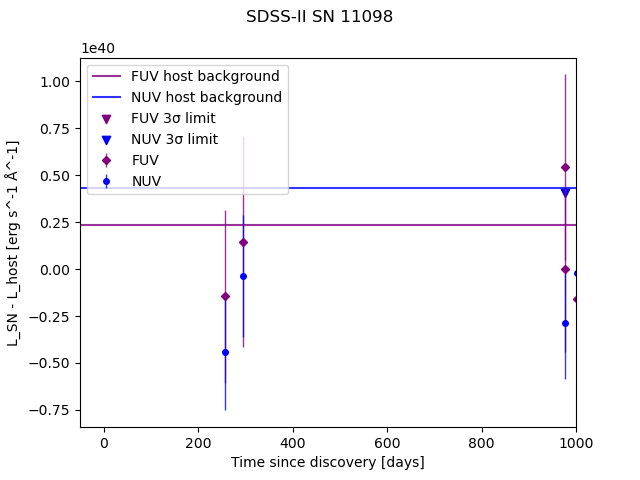 SDSS-II SN 11098
1e40
FUV host background
NUV host background
FUV 3σ limit
NUV 3σ limit
FUV
NUV
1.00
0.75
0.50
0.25
0.00
−0.25
−0.50
−0.75
L_SN - L_host [erg s^-1 Å^-1]
0
200
400
600
800
1000
Time since discovery [days]